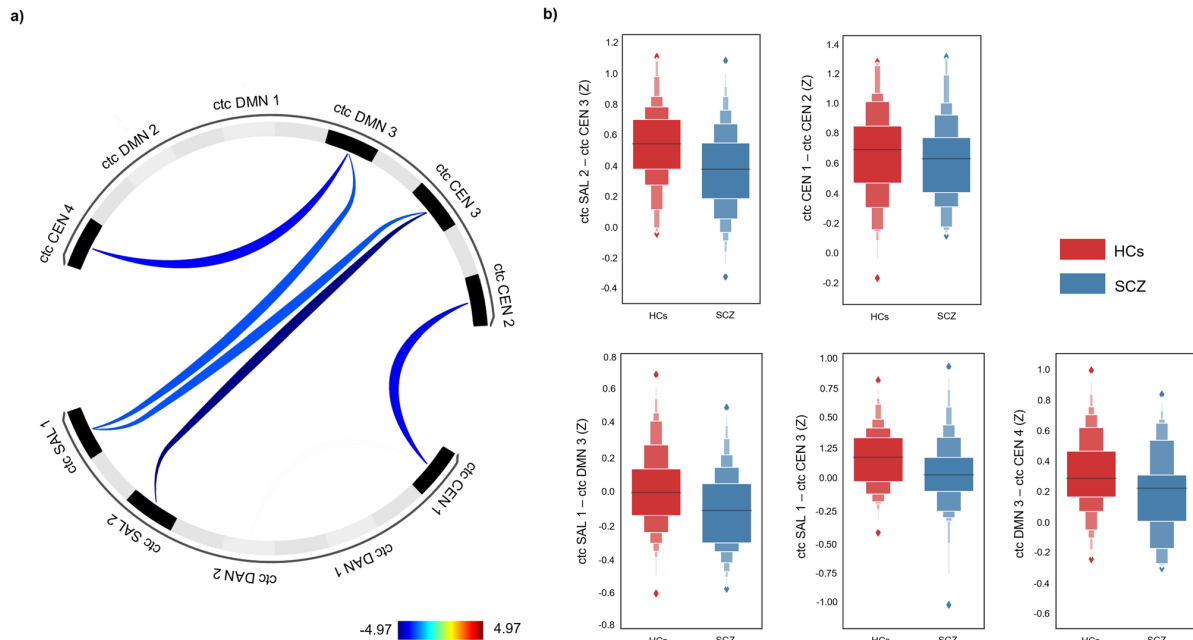 a)
ctc DMN 1
ctc DMN 2
ctc DMN 3
ctc CEN 4
ctc CEN 3
ctc CEN 2
ctc SAL 1
ctc SAL 2
ctc DAN 2
ctc DAN 1
ctc CEN 1
-4.97 4.97
b)
ctc SAL 2 – ctc CEN 3 (Z)
1.2
1.0
0.8
0.6
0.4
0.2
0.0
-0.2
-0.4
HCs SCZ
ctc CEN 1 – ctc CEN 2 (Z)
1.4
1.2
1.0
0.8
0.6
0.4
-0.2
0.0
-0.2
HCs SCZ
HCs
SCZ
ctc SAL 1 – ctc DMN 3 (Z)
0.8
0.6
0.4
0.2
0.0
-0.2
-0.4
-0.6
-0.8
HCs SCZ
ctc SAL 1 – ctc CEN 3 (Z)
1.00
0.75
0.50
1.25
0.00
-0.25
-0.50
-0.75
-1.00
HCs SCZ
ctc DMN 3 – ctc CEN 4 (Z)
1.0
0.8
0.6
0.4
0.2
0.0
-0.2
-0.4
-0.6
HCs SCZ